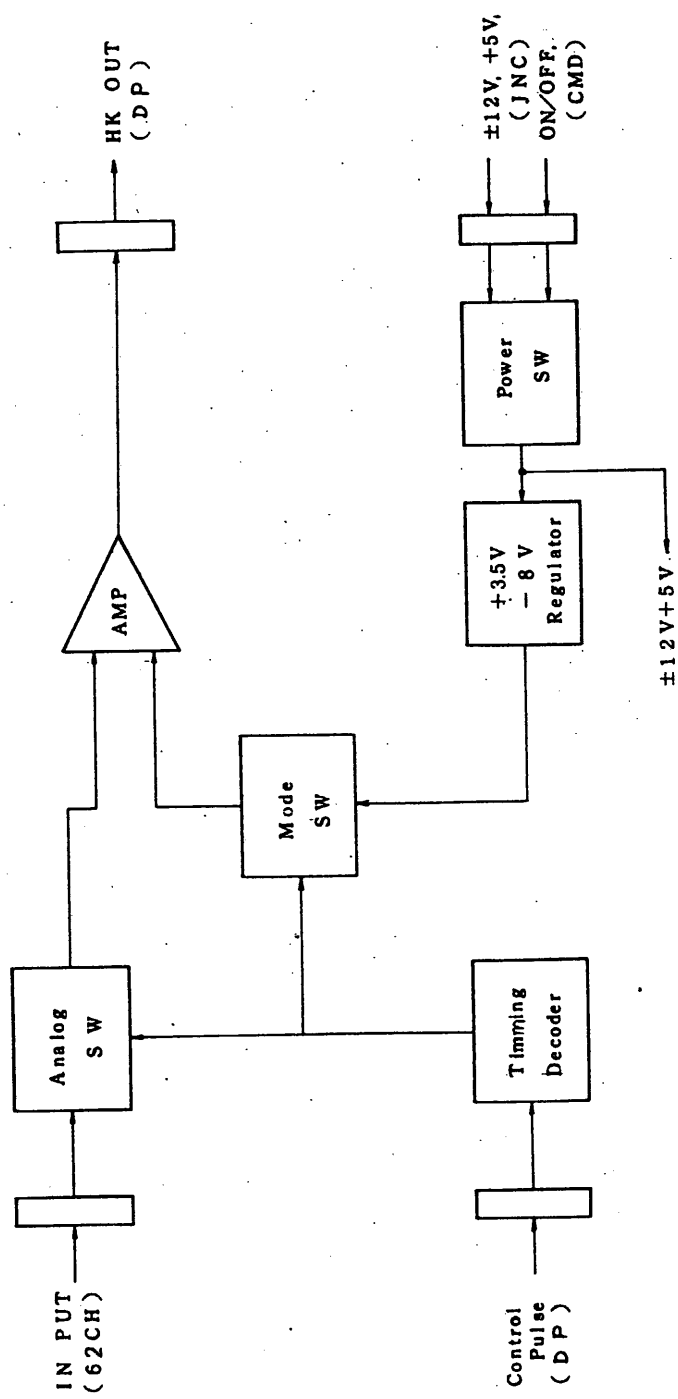 IN PUT
(62CH)
Analog
SW
AMP
HK OUT
(DP)
Mode
SW
Control
Pulse
(DP)
Timming
Decoder
+3.5V
- 8 V
Regulator
Power
SW
±12V, +5V,
(JNC)
ON/OFF,
(CMD)
±12V+5V